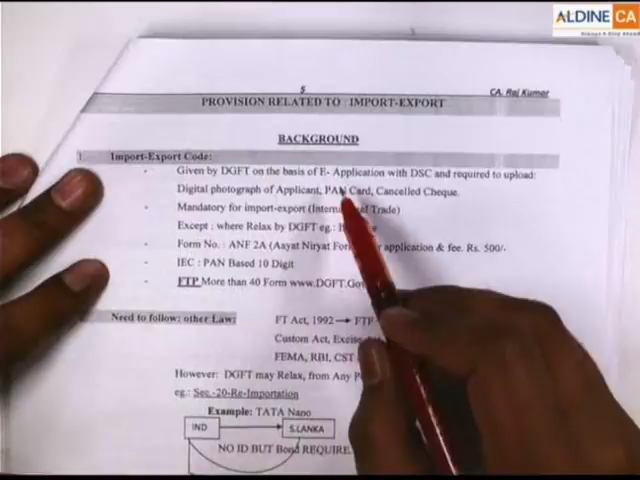 ALDINE CA
5
CA. Raj Kumar
PROVISION RELATED TO : IMPORT-EXPORT
BACKGROUND
1. Import-Export Code:
- Given by DGFT on the basis of E- Application with DSC and required to upload:
Digital photograph of Applicant, PAN Card, Cancelled Cheque.
- Mandatory for import-export (International Trade)
Except : where Relax by DGFT eg.:
- Form No. : ANF 2A (Aayat Niryat For application & fee. Rs. 500/-
- IEC : PAN Based 10 Digit
- FTP More than 40 Form www.DGFT.Gov
Need to follow: other Law: FT Act, 1992 → FTP
Custom Act, Excise
FEMA, RBI, CST
However: DGFT may Relax, from Any
eg.: Sec.-20-Re-Importation
Example: TATA Nano
IND S.LANKA
NO ID BUT Bond REQUIRE.